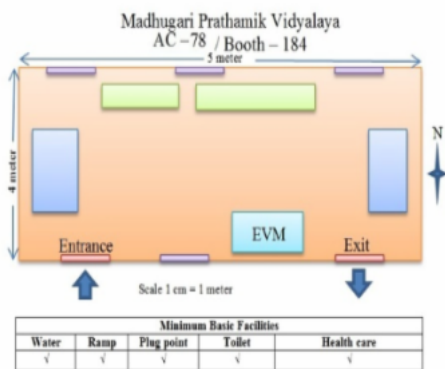 Madhugari Prathamik Vidyalaya
AC –78 / Booth – 184
5 meter
4 meter
N
EVM
Entrance
Exit
Scale 1 cm = 1 meter
Minimum Basic Facilities
Water Ramp Plug point Toilet Health care
√ √ √ √ √